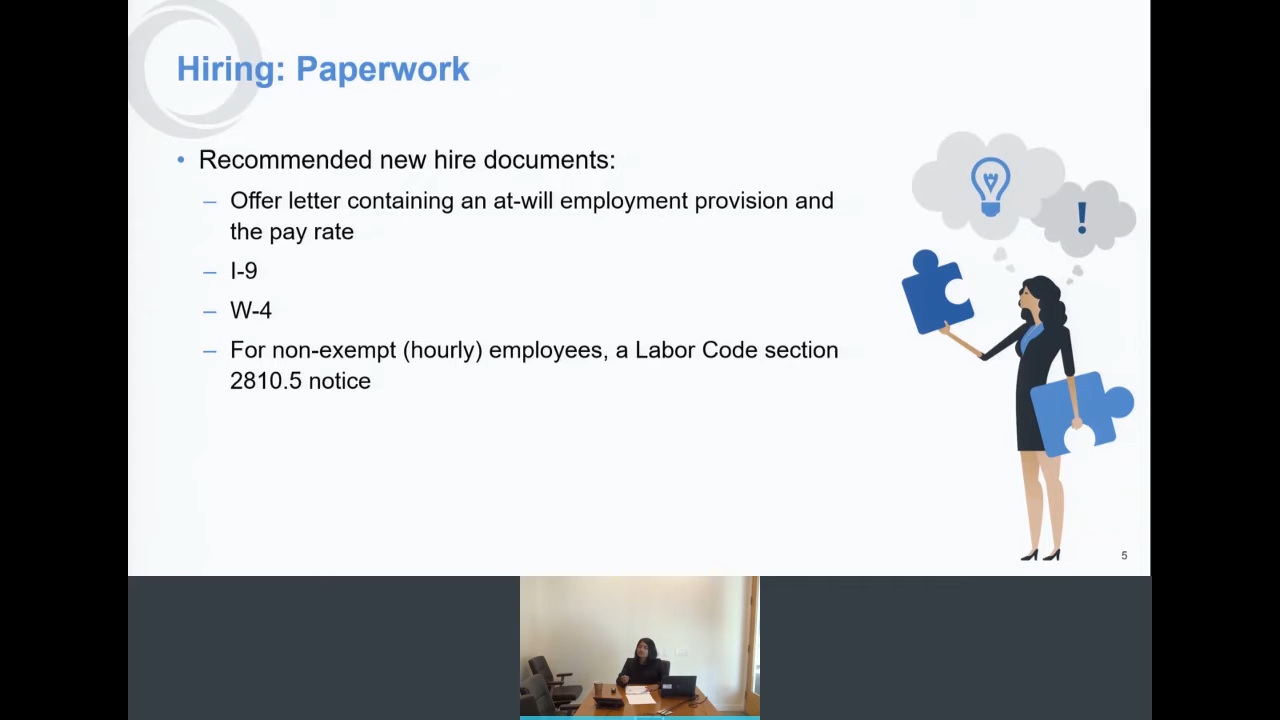 Hiring: Paperwork
• Recommended new hire documents:
– Offer letter containing an at-will employment provision and
the pay rate
– I-9
– W-4
– For non-exempt (hourly) employees, a Labor Code section
2810.5 notice
!
5